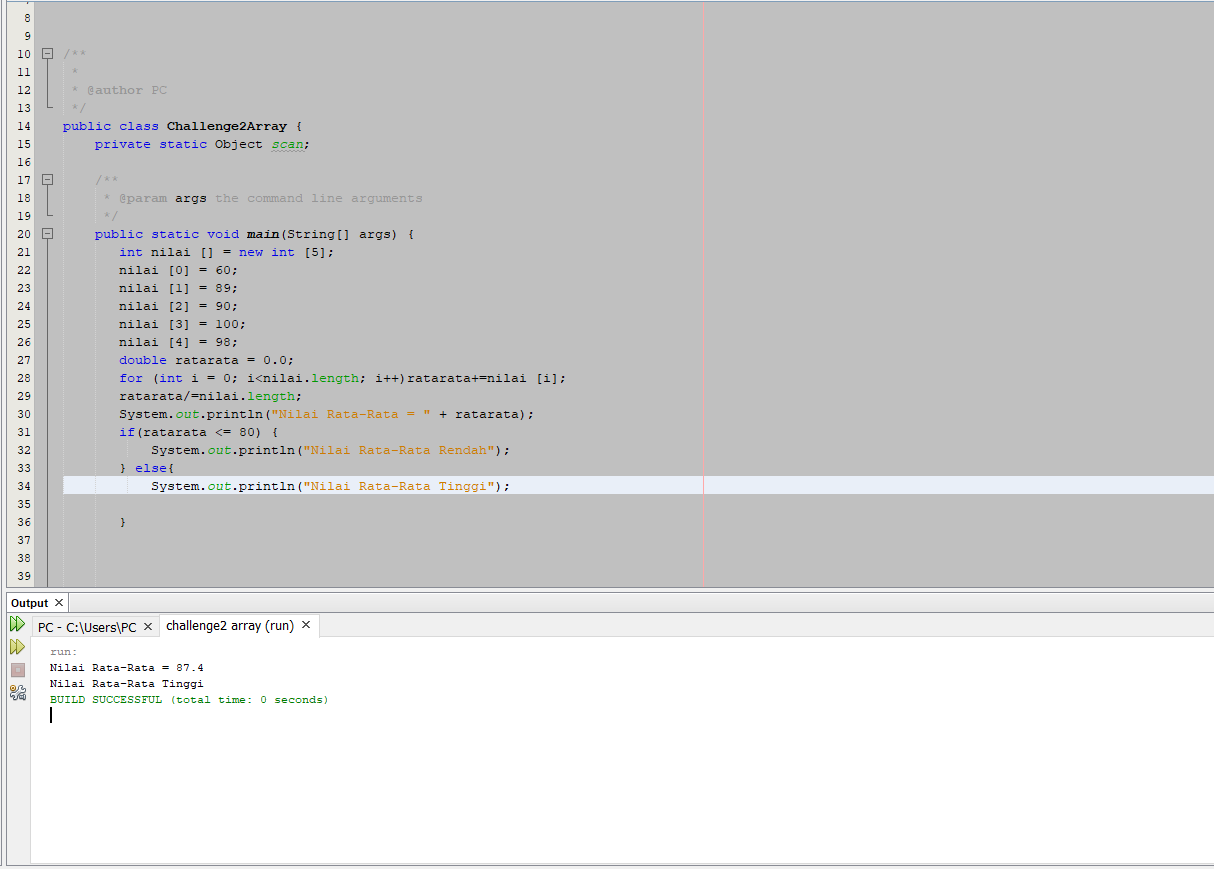 8
9
10 /**
11 *
12 * @author PC
13 */
14 public class Challenge2Array {
15 private static Object scan;
16
17 /**
18 * @param args the command line arguments
19 */
20 public static void main(String[] args) {
21 int nilai [] = new int [5];
22 nilai [0] = 60;
23 nilai [1] = 89;
24 nilai [2] = 90;
25 nilai [3] = 100;
26 nilai [4] = 98;
27 double ratarata = 0.0;
28 for (int i = 0; i<nilai.length; i++)ratarata+=nilai [i];
29 ratarata/=nilai.length;
30 System.out.println("Nilai Rata-Rata = " + ratarata);
31 if(ratarata <= 80) {
32 System.out.println("Nilai Rata-Rata Rendah");
33 } else{
34 System.out.println("Nilai Rata-Rata Tinggi");
35
36 }
37
38
39
Output
PC - C:\Users\PC challenge2 array (run)
run:
Nilai Rata-Rata = 87.4
Nilai Rata-Rata Tinggi
BUILD SUCCESSFUL (total time: 0 seconds)